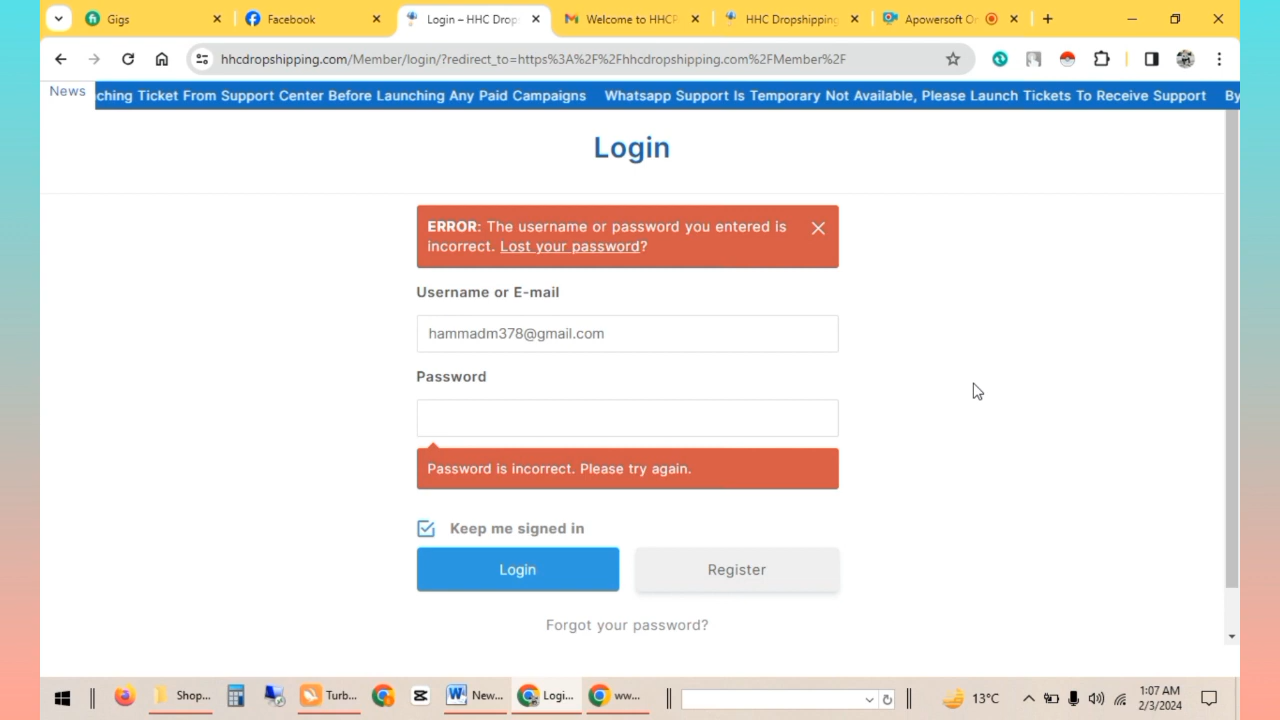 Gigs
Facebook
Login – HHC Drop
Welcome to HHCP
HHC Dropshipping
Apowersoft On
hhcdropshipping.com/Member/login/?redirect_to=https%3A%2F%2Fhhcdropshipping.com%2FMember%2F
News
ching Ticket From Support Center Before Launching Any Paid Campaigns Whatsapp Support Is Temporary Not Available, Please Launch Tickets To Receive Support By
Login
ERROR: The username or password you entered is
incorrect. Lost your password?
Username or E-mail
hammadm378@gmail.com
Password
Password is incorrect. Please try again.
Keep me signed in
Login Register
Forgot your password?
Shop... Turb... New... Logi... ww... 13°C 1:07 AM
2/3/2024